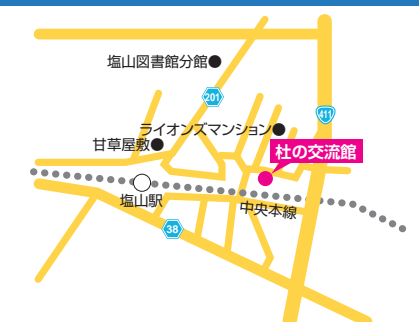 塩山図書館分館
201
411
ライオンズマンション
甘草屋敷
杜の交流館
塩山駅
中央本線
38